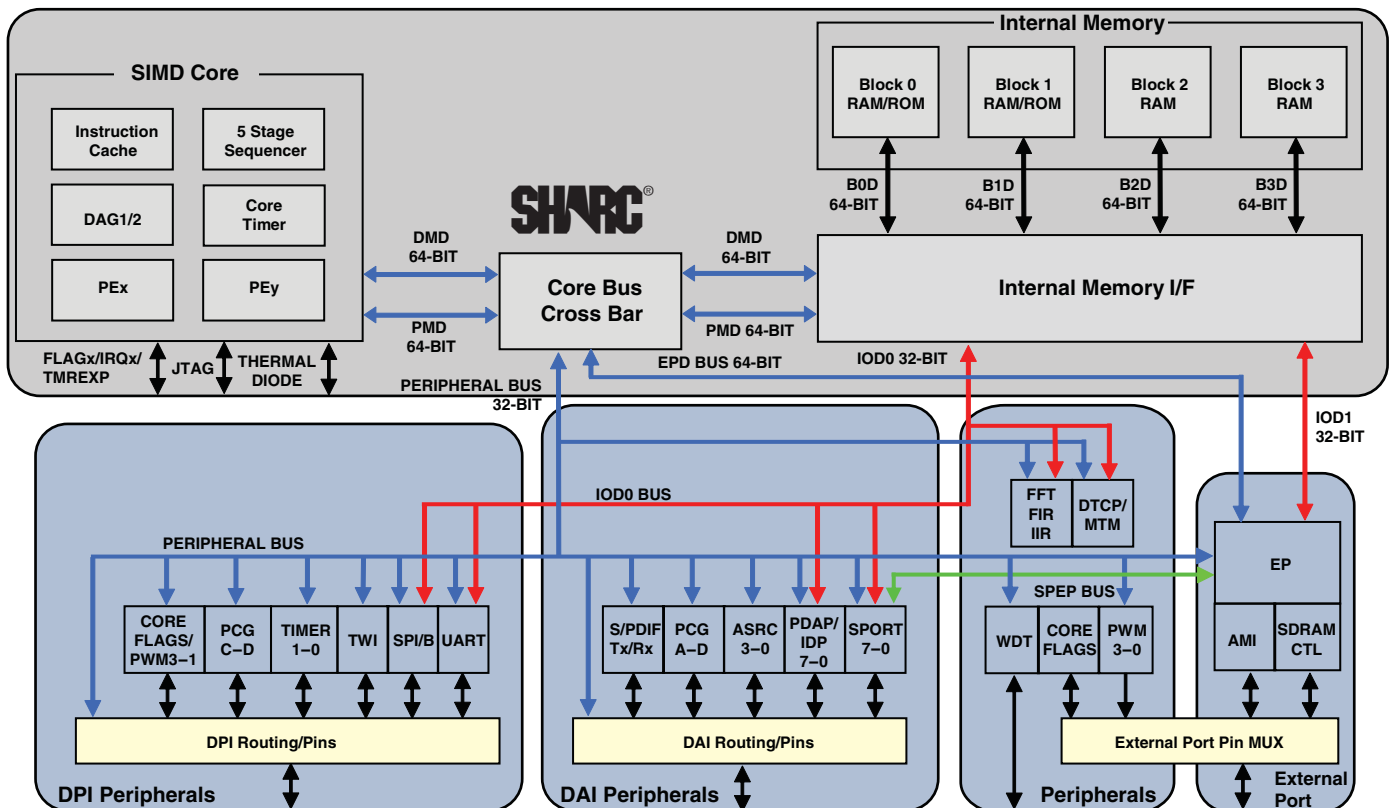 Internal Memory
SIMD Core
Block 0
RAM/ROM
Block 1
RAM/ROM
Block 2
RAM
Block 3
RAM
Instruction
Cache
5 Stage
Sequencer
DAG1/2
Core
Timer
PEx
PEy
B0D
64-BIT
B1D
64-BIT
B2D
64-BIT
B3D
64-BIT
SHARC®
DMD
64-BIT
DMD
64-BIT
Core Bus
Cross Bar
Internal Memory I/F
PMD
64-BIT
PMD 64-BIT
FLAGx/IRQx/
TMREXP
JTAG
THERMAL
DIODE
EPD BUS 64-BIT
IOD0 32-BIT
PERIPHERAL BUS
32-BIT
IOD1
32-BIT
IOD0 BUS
FFT
FIR
IIR
DTCP/
MTM
PERIPHERAL BUS
EP
SPEP BUS
CORE
FLAGS/
PWM3–1
PCG
C–D
TIMER
1–0
TWI
SPI/B
UART
S/PDIF
Tx/Rx
PCG
A–D
ASRC
3–0
PDAP/
IDP
7–0
SPORT
7–0
WDT
CORE
FLAGS
PWM
3–0
AMI
SDRAM
CTL
DPI Routing/Pins
DAI Routing/Pins
External Port Pin MUX
DPI Peripherals
DAI Peripherals
Peripherals
External
Port